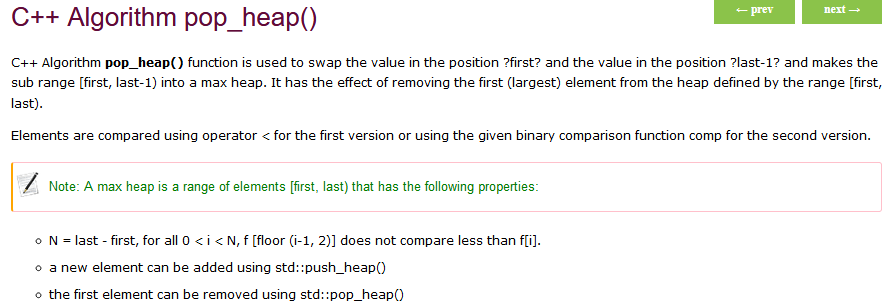 C++ Algorithm pop_heap()
← prev
next →
C++ Algorithm pop_heap() function is used to swap the value in the position ?first? and the value in the position ?last-1? and makes the
sub range [first, last-1) into a max heap. It has the effect of removing the first (largest) element from the heap defined by the range [first,
last).
Elements are compared using operator < for the first version or using the given binary comparison function comp for the second version.
Note: A max heap is a range of elements [first, last) that has the following properties:
○ N = last - first, for all 0 < i < N, f [floor (i-1, 2)] does not compare less than f[i].
○ a new element can be added using std::push_heap()
○ the first element can be removed using std::pop_heap()